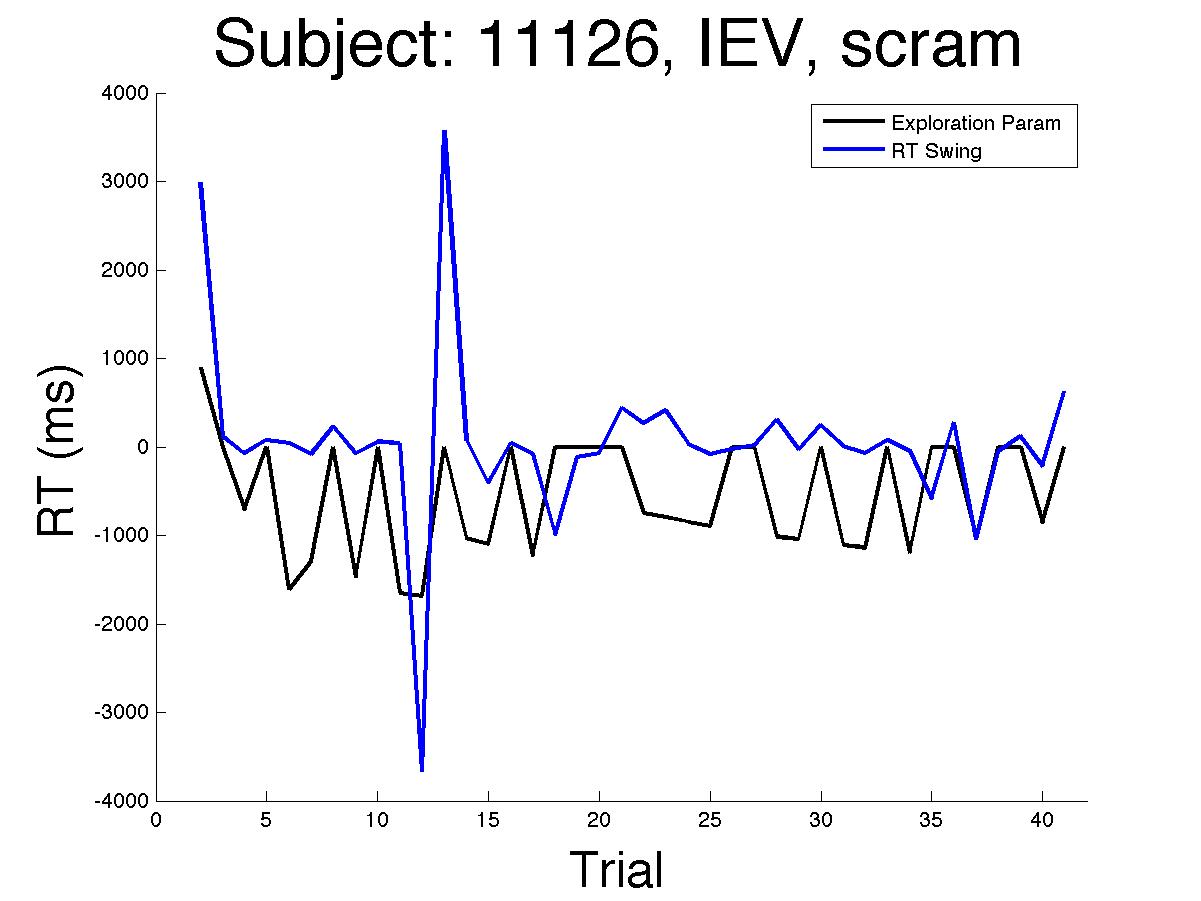 Subject: 11126, IEV, scram
Exploration Param
RT Swing
4000
3000
2000
1000
0
-1000
-2000
-3000
-4000
RT (ms)
0 5 10 15 20 25 30 35 40
Trial